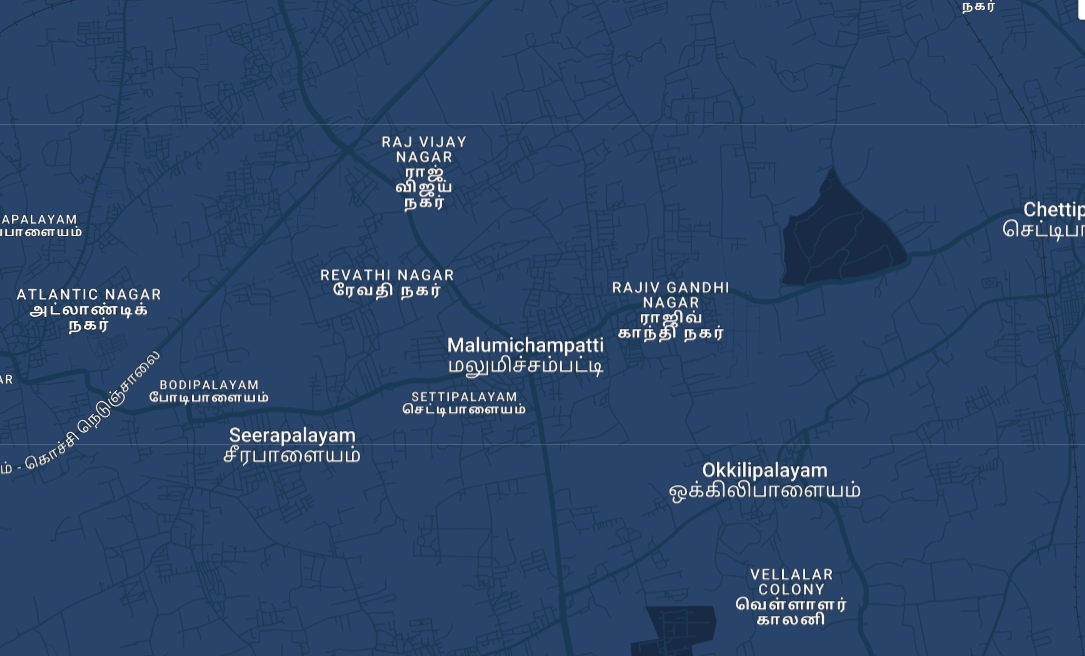 நகர்
RAJ VIJAY
NAGAR
ராஜ்
விஜய்
நகர்
APALAYAM
பாளையம்
Chettip
செட்டிபா
REVATHI NAGAR
ரேவதி நகர்
RAJIV GANDHI
NAGAR
ராஜிவ்
காந்தி நகர்
ATLANTIC NAGAR
அட்லாண்டிக்
நகர்
Malumichampatti
மலுமிச்சம்பட்டி
AR
BODIPALAYAM
போடிபாளையம்
SETTIPALAYAM
செட்டிபாளையம்
ம் - கொச்சி நெடுஞ்சாலை
Seerapalayam
சீரபாளையம்
Okkilipalayam
ஒக்கிலிபாளையம்
VELLALAR
COLONY
வெள்ளாளர்
காலனி